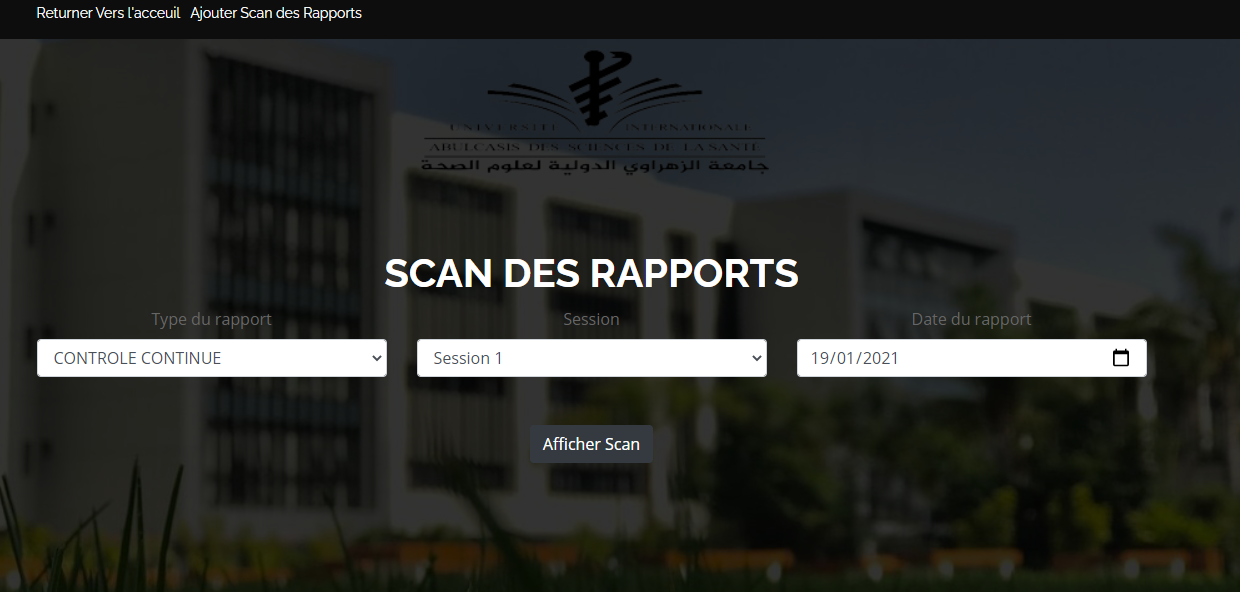 Returner Vers l'acceuil Ajouter Scan des Rapports
UNIVERSITE INTERNATIONALE
ABULCASIS DES SCIENCES DE LA SANTE
جامعة الزهراوي الدولية لعلوم الصحة
SCAN DES RAPPORTS
Type du rapport Session Date du rapport
CONTROLE CONTINUE Session 1 19/01/2021
Afficher Scan